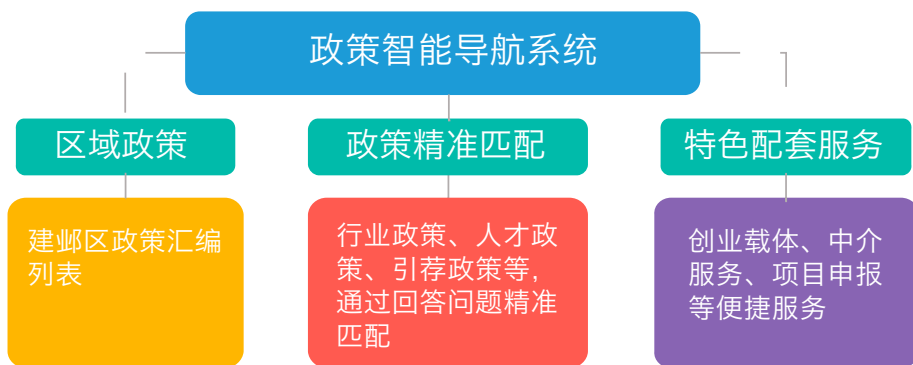 政策智能导航系统
区域政策
政策精准匹配
特色配套服务
建邺区政策汇编
列表
行业政策、人才政
策、引荐政策等，
通过回答问题精准
匹配
创业载体、中介
服务、项目申报
等便捷服务